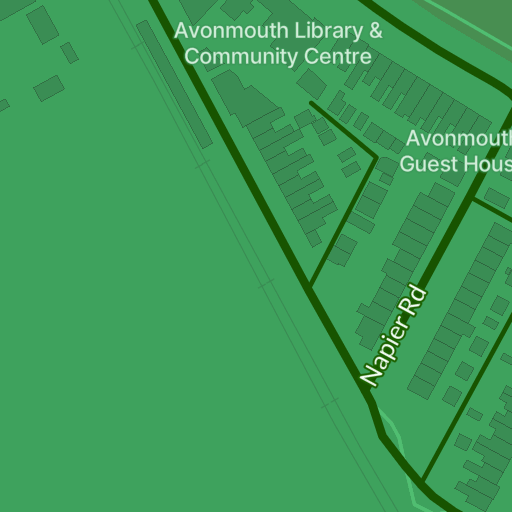 Avonmouth Library &
Community Centre
Avonmouth
Guest Hous
Napier Rd